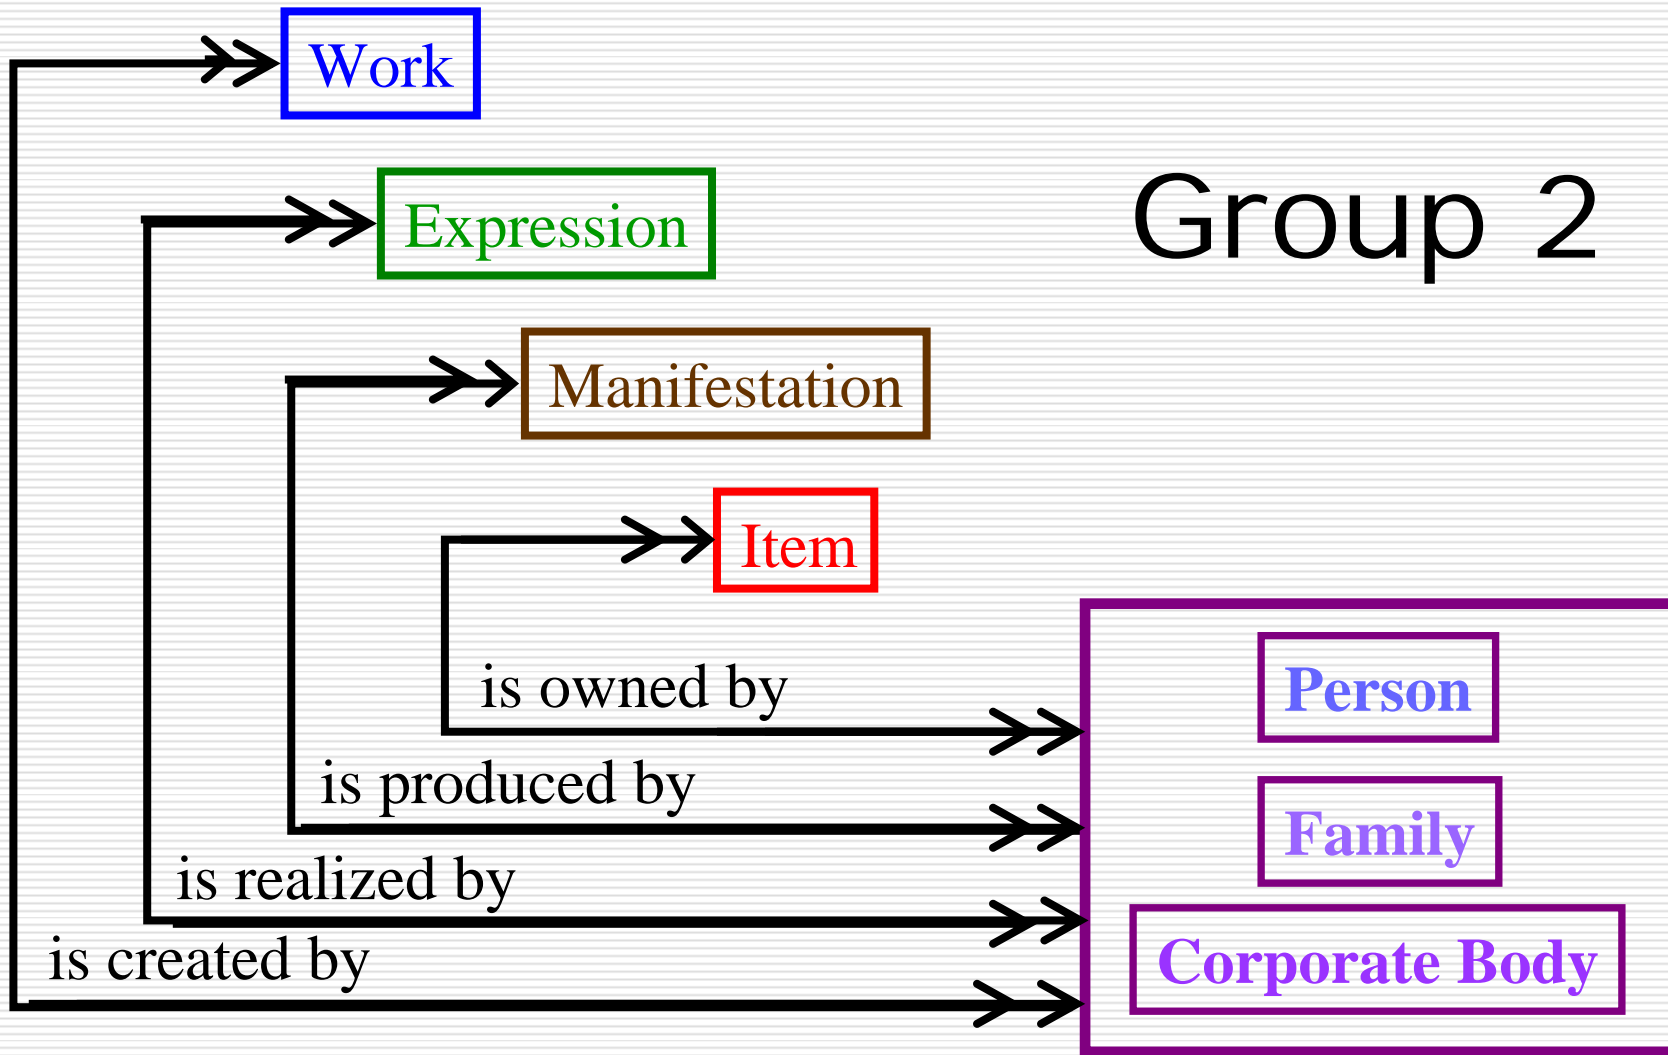 Work
Expression
Group 2
Manifestation
Item
is owned by
Person
is produced by
Family
is realized by
is created by
Corporate Body